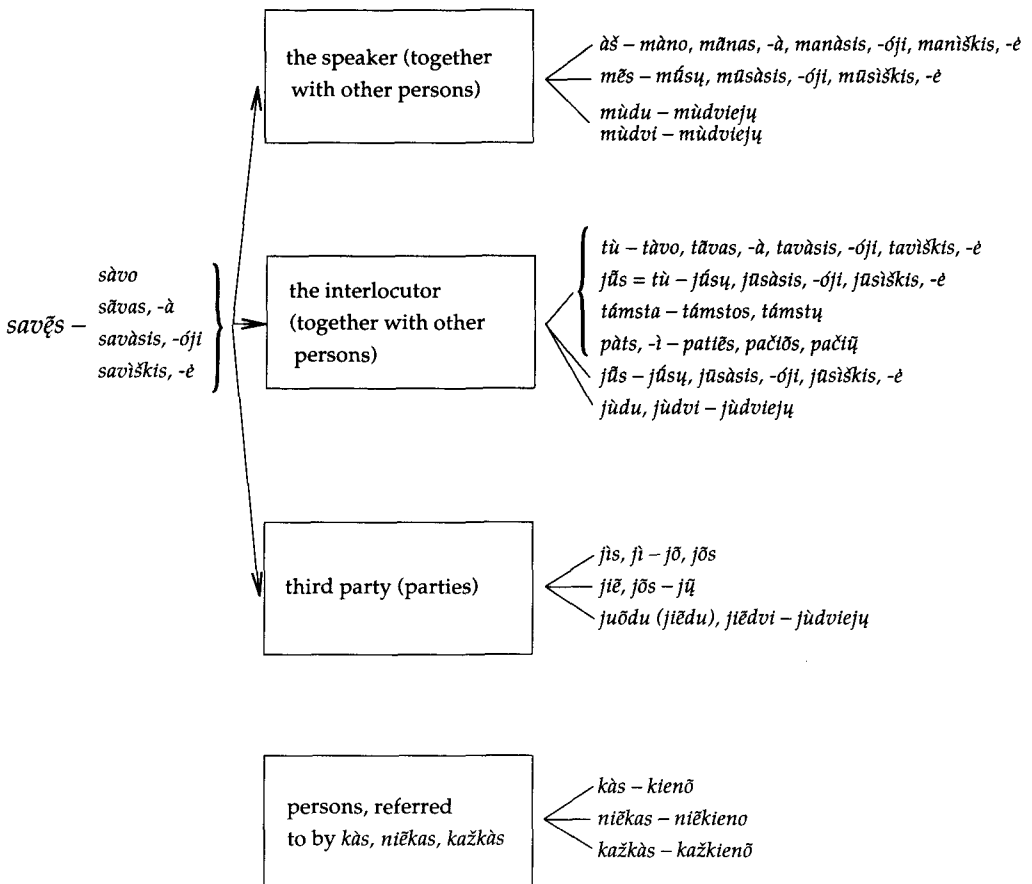 the speaker (together
with other persons)
àš – màno, mãnas, -à, manàsis, -óji, manìškis, -ė
mẽs – mū́sų, mūsàsis, -óji, mūsìškis, -ė
mùdu – mùdviejų
mùdvi – mùdviejų
savę̃s –
sàvo
sãvas, -à
savàsis, -óji
savìškis, -ė
the interlocutor
(together with other
persons)
tù – tàvo, tãvas, -à, tavàsis, -óji, tavìškis, -ė
jū̃s = tù – jū́sų, jūsàsis, -óji, jūsìškis, -ė
támsta – támstos, támstų
pàts, -ì – patiẽs, pačiõs, pačių̃
jū̃s – jū́sų, jūsàsis, -óji, jūsìškis, -ė
jùdu, jùdvi – jùdviejų
third party (parties)
jìs, jì – jõ, jõs
jiẽ, jõs – jų̃
juõdu (jiẽdu), jiẽdvi – jùdviejų
persons, referred
to by kàs, niẽkas, kažkàs
kàs – kienõ
niẽkas – niẽkieno
kažkàs – kažkienõ